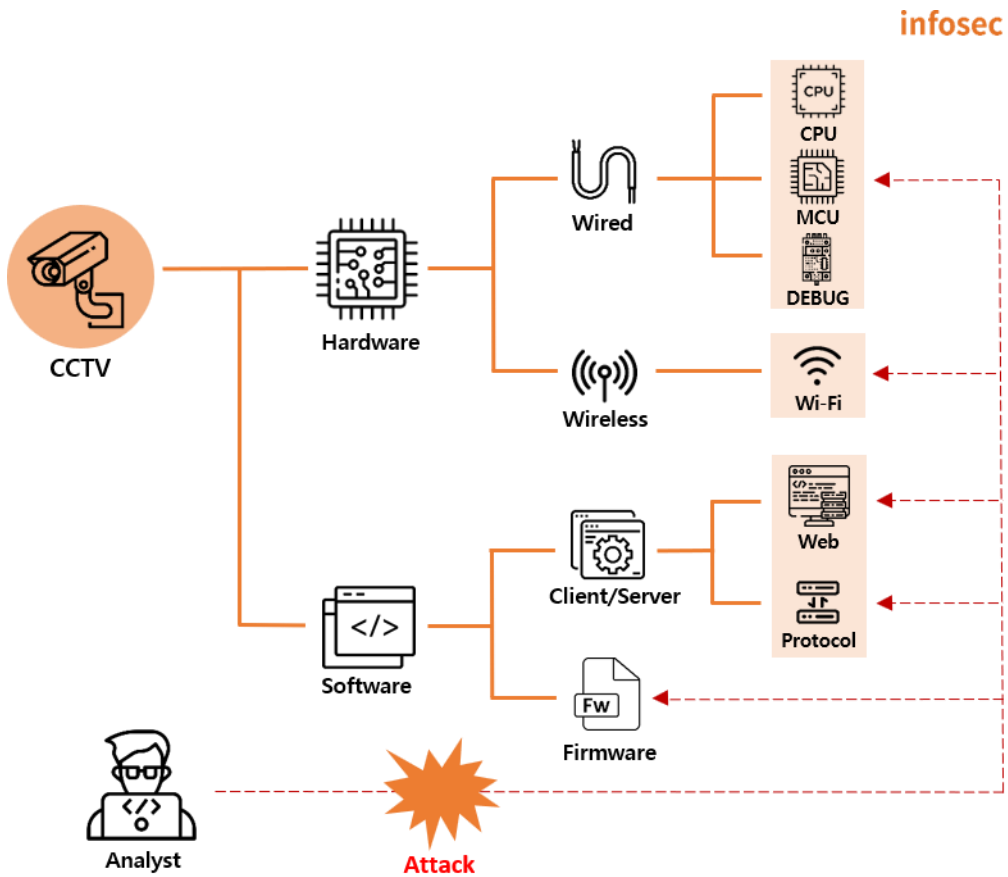 infosec
CPU
CPU
MCU
DEBUG
Wired
Hardware
CCTV
Wireless
Wi-Fi
</>
Web
Client/Server
Protocol
</>
Software
Fw
Firmware
</>
Analyst
Attack